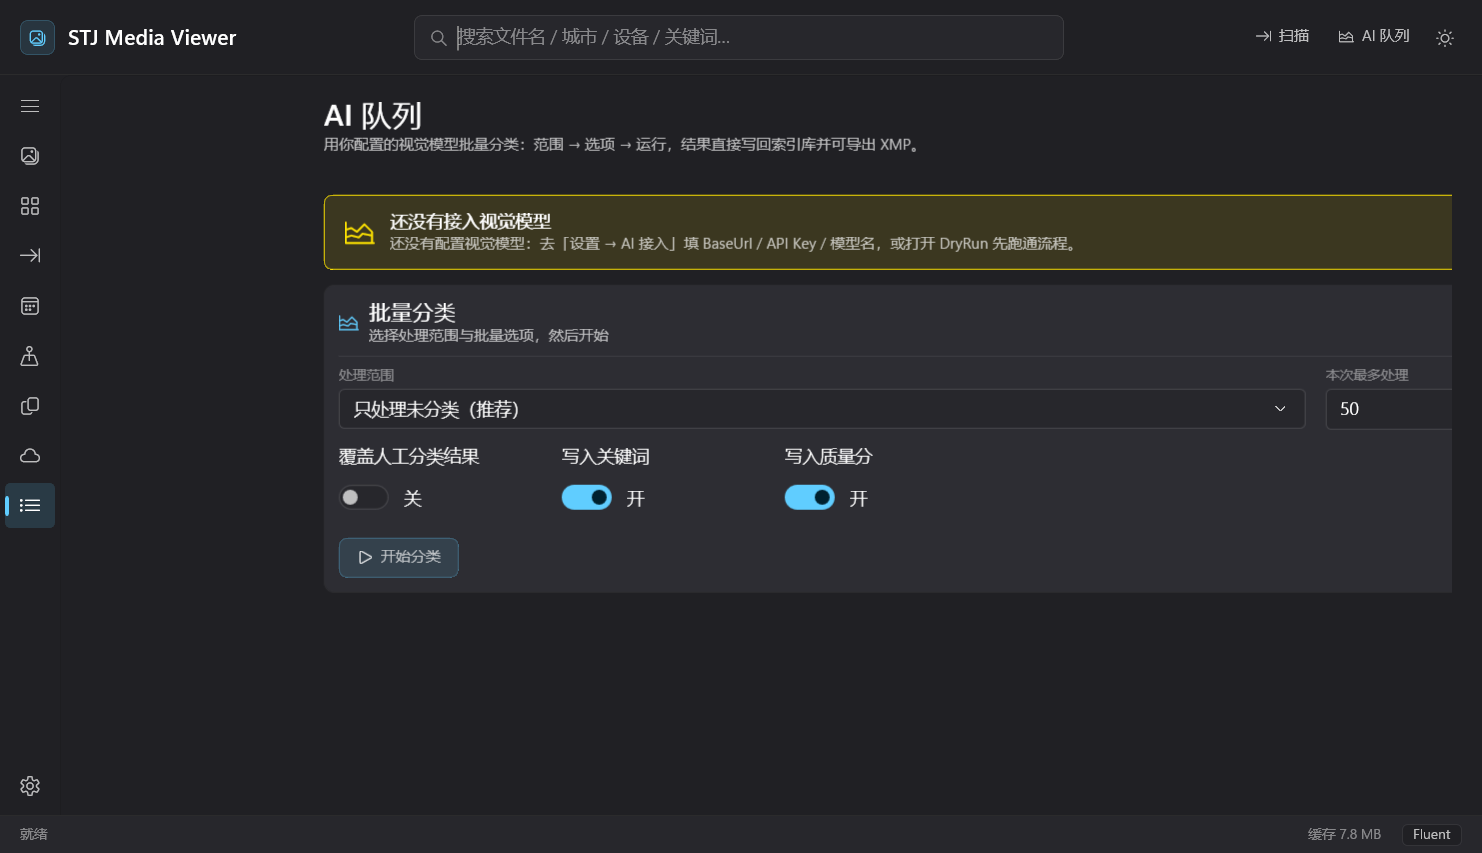 STJ Media Viewer
搜索文件名 / 城市 / 设备 / 关键词...
扫描
AI 队列
AI 队列
用你配置的视觉模型批量分类：范围 → 选项 → 运行，结果直接写回索引库并可导出 XMP。
还没有接入视觉模型
还没有配置视觉模型：去「设置 → AI 接入」填 BaseUrl / API Key / 模型名，或打开 DryRun 先跑通流程。
批量分类
选择处理范围与批量选项，然后开始
处理范围
本次最多处理
只处理未分类（推荐）
50
覆盖人工分类结果
写入关键词
写入质量分
关
开
开
开始分类
就绪
缓存 7.8 MB
Fluent